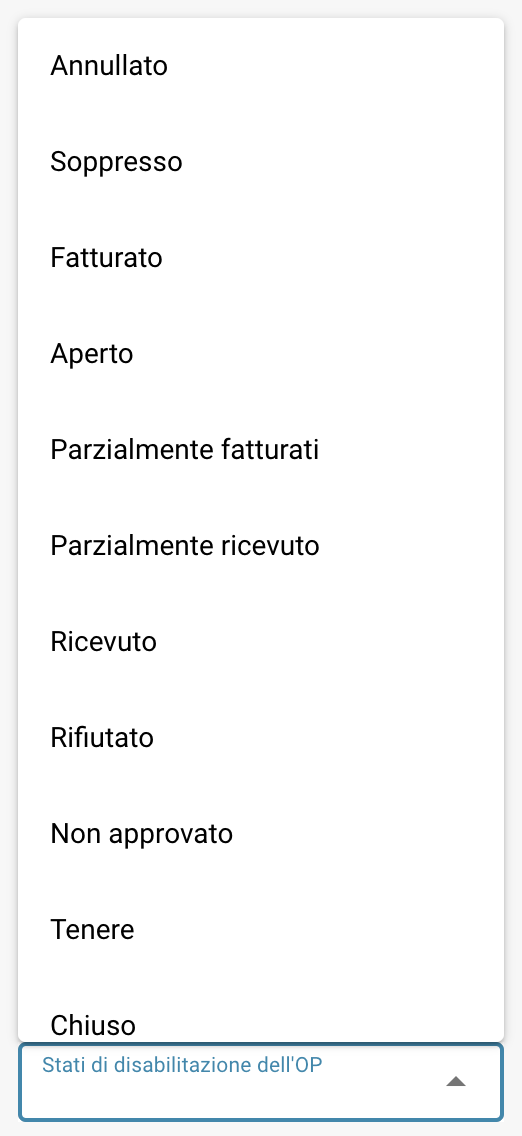 Annullato
Soppresso
Fatturato
Aperto
Parzialmente fatturati
Parzialmente ricevuto
Ricevuto
Rifiutato
Non approvato
Tenere
Chiuso
Stati di disabilitazione dell'OP